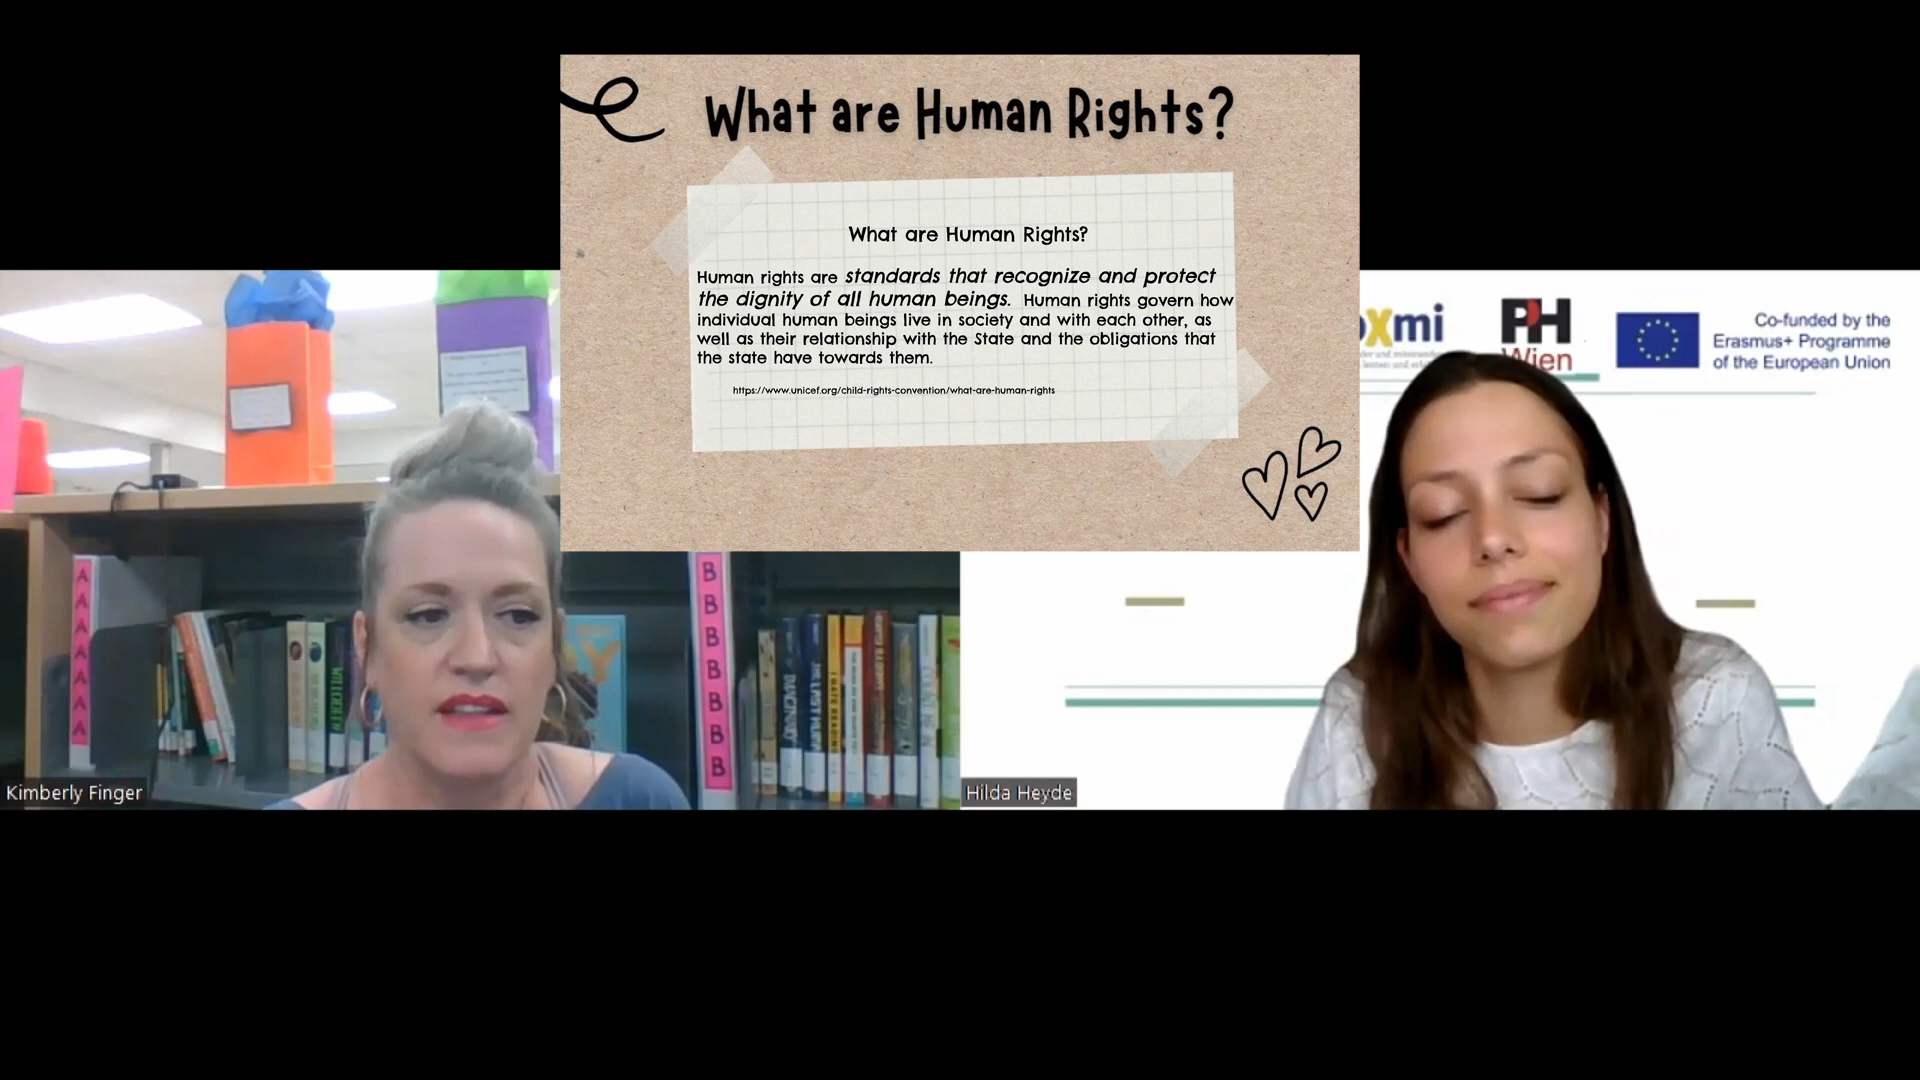 What are Human Rights?
What are Human Rights?
Human rights are standards that recognize and protect
the dignity of all human beings. Human rights govern how
individual human beings live in society and with each other, as
well as their relationship with the State and the obligations that
the state have towards them.
https://www.unicef.org/child-rights-convention/what-are-human-rights
xmi
PH
Wien
Co-funded by the
Erasmus+ Programme
of the European Union
A
A
A
A
A
A
A
B
B
B
B
B
B
B
I HATE READING
Kimberly Finger
Hilda Heyde